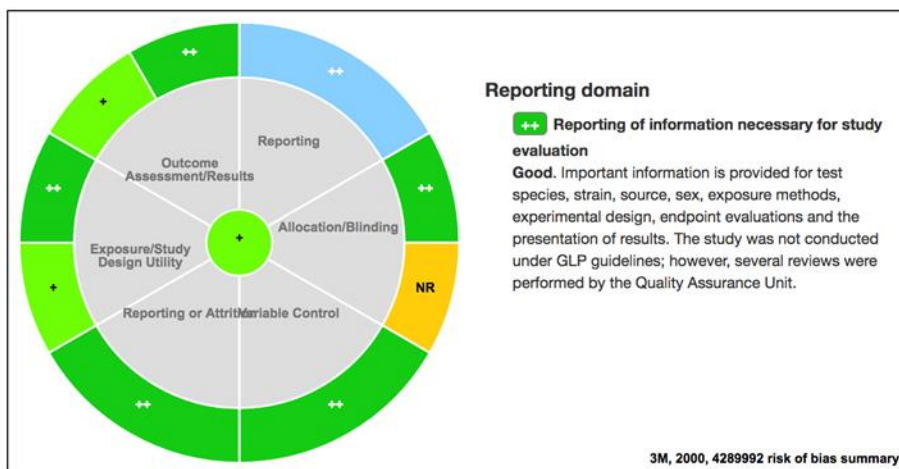 ++
++
+
Reporting
Outcome
Assessment/Results
++
++
Allocation/Blinding
+
Exposure/Study
Design Utility
+
NR
Reporting or Attrition
Variable Control
++
++
Reporting domain
++ Reporting of information necessary for study
evaluation
Good. Important information is provided for test
species, strain, source, sex, exposure methods,
experimental design, endpoint evaluations and the
presentation of results. The study was not conducted
under GLP guidelines; however, several reviews were
performed by the Quality Assurance Unit.
3M, 2000, 4289992 risk of bias summary